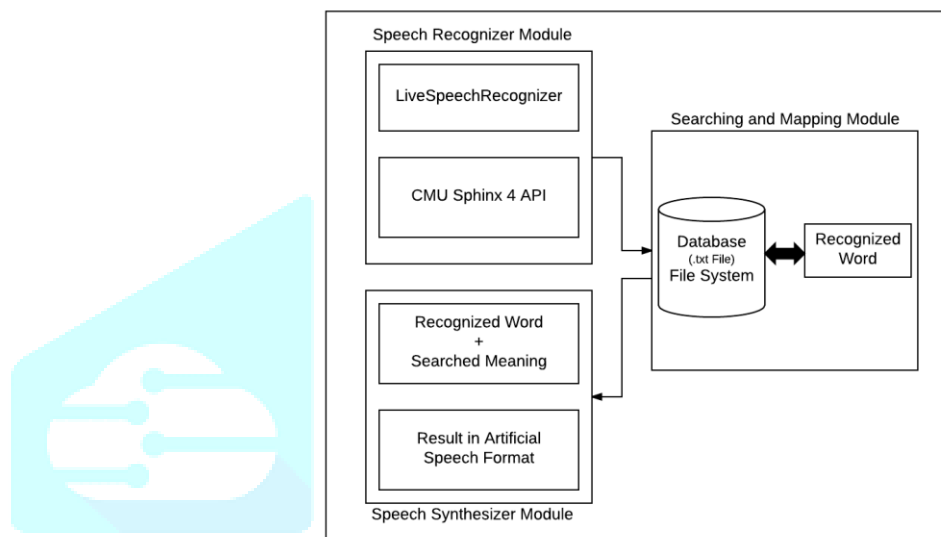 Speech Recognizer Module
LiveSpeechRecognizer
CMU Sphinx 4 API
Searching and Mapping Module
Database
(.txt File)
File System
Recognized
Word
Recognized Word
+
Searched Meaning
Result in Artificial
Speech Format
Speech Synthesizer Module